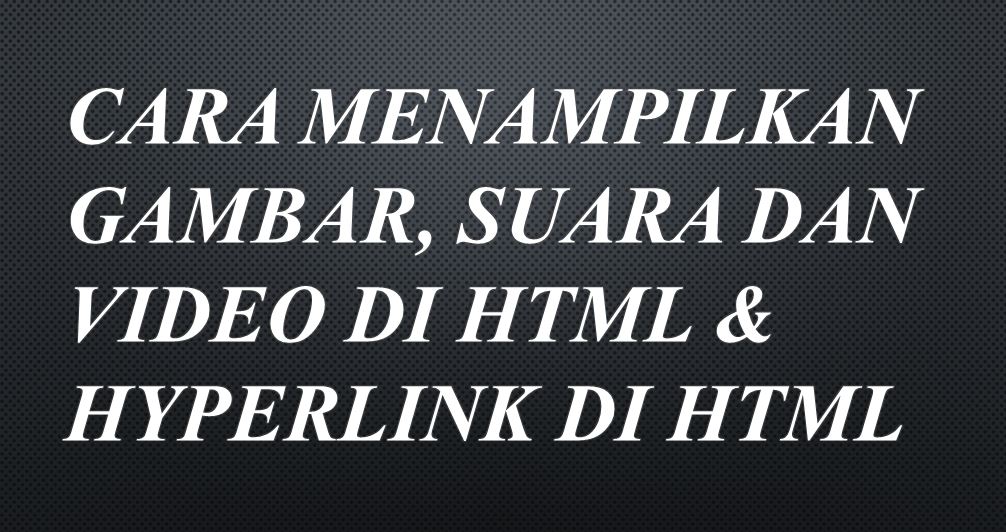 CARA MENAMPILKAN
GAMBAR, SUARA DAN
VIDEO DI HTML &
HYPERLINK DI HTML